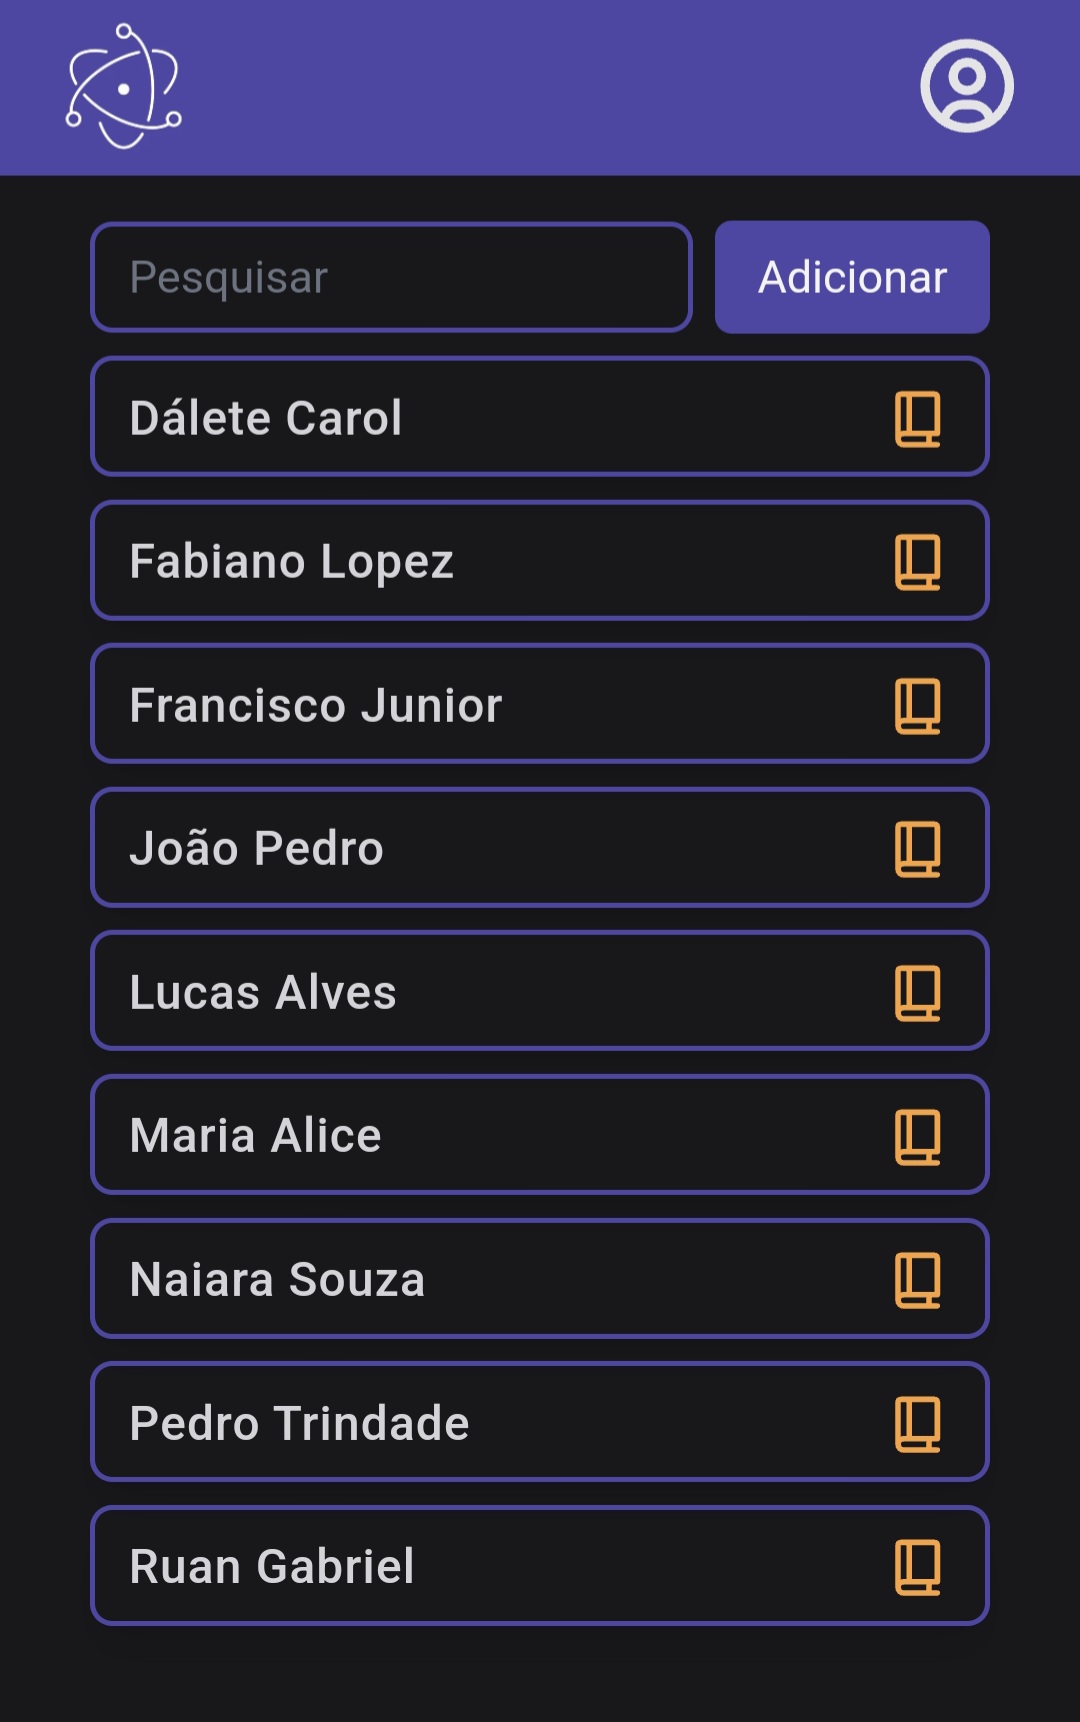 Pesquisar
Adicionar
Dálete Carol
Fabiano Lopez
Francisco Junior
João Pedro
Lucas Alves
Maria Alice
Naiara Souza
Pedro Trindade
Ruan Gabriel